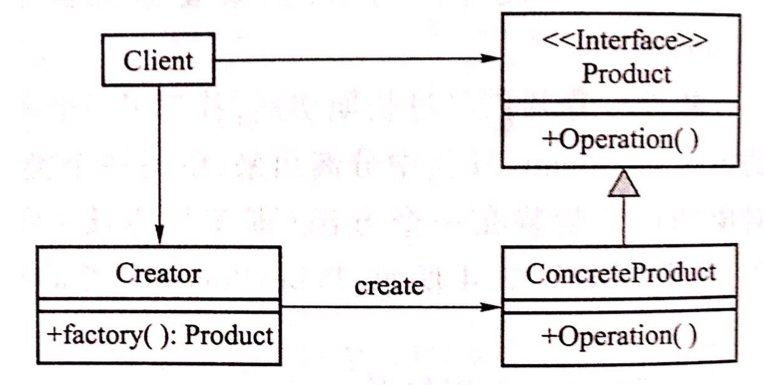 Client
<<Interface>>
Product
+Operation( )
Creator
+factory( ): Product
create
ConcreteProduct
+Operation( )